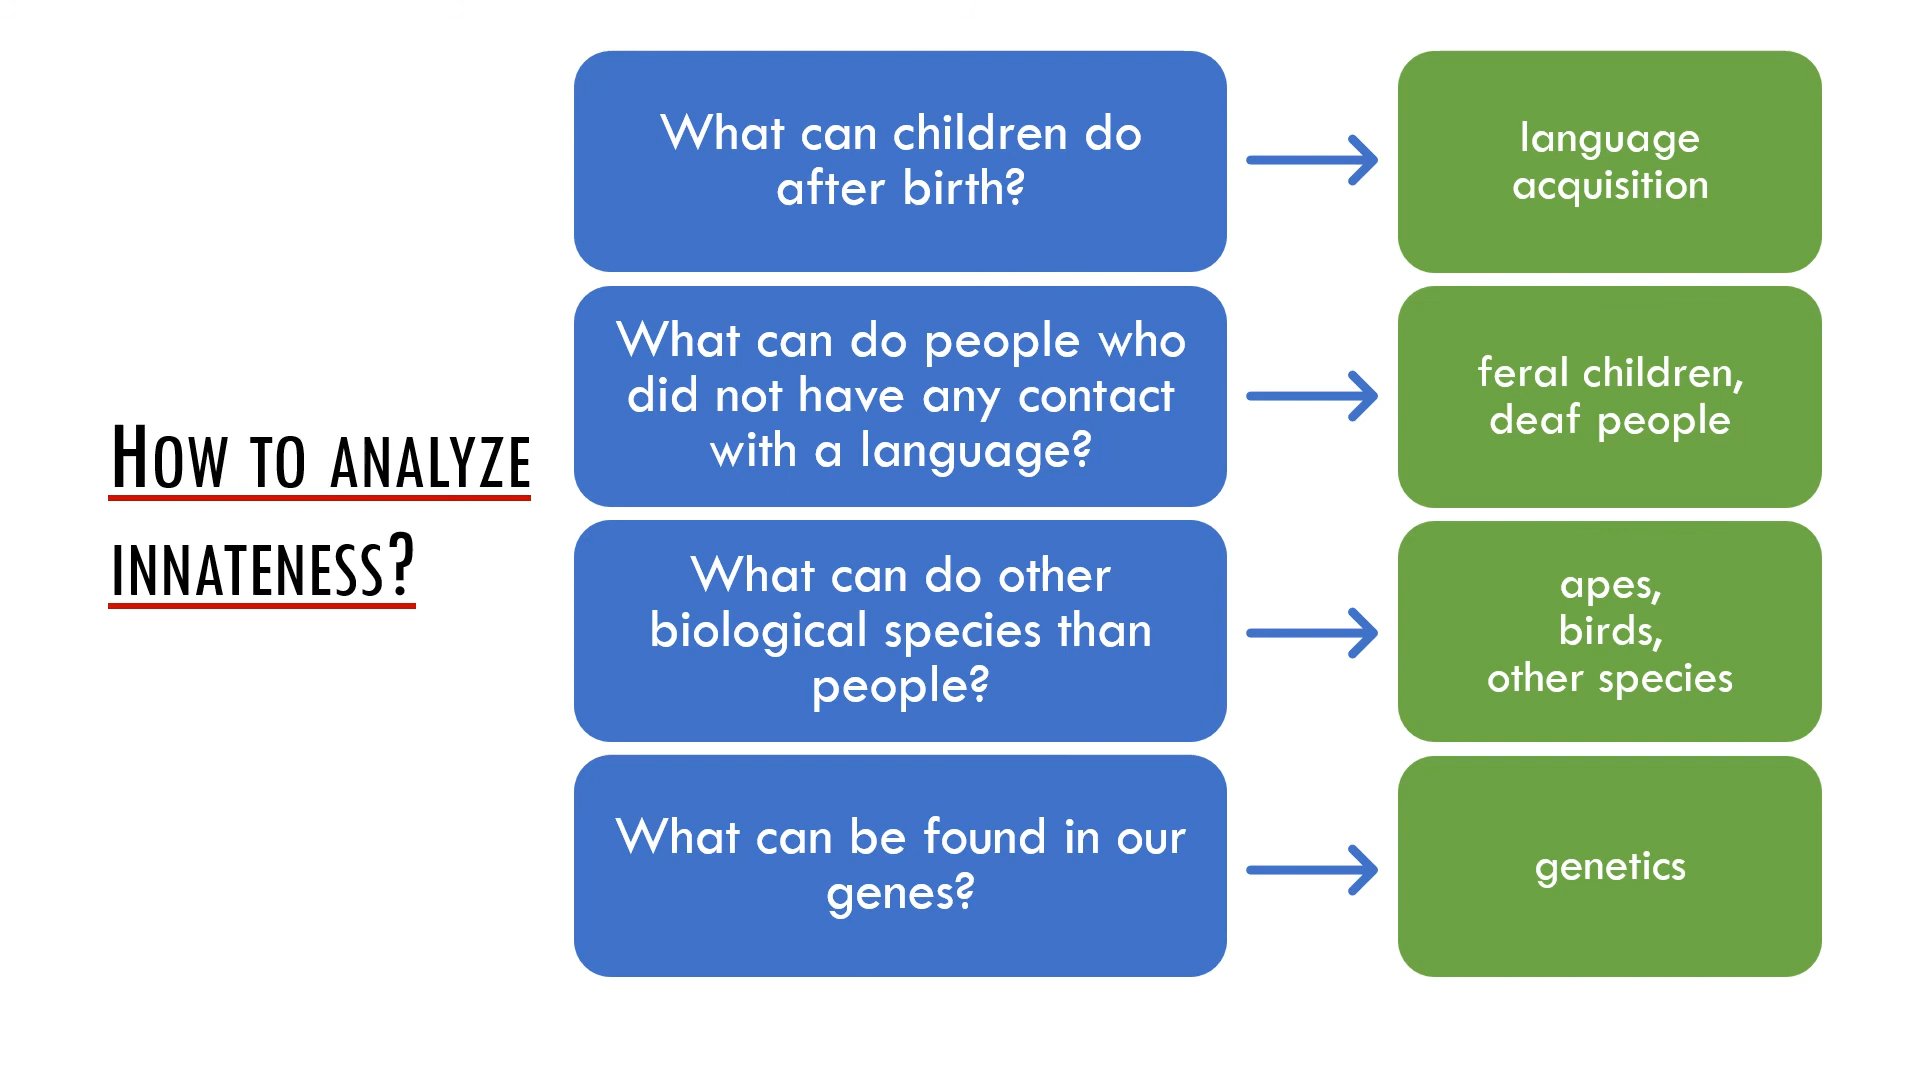 How to analyze
innateness?
What can children do
after birth?
language
acquisition
What can do people who
did not have any contact
with a language?
feral children,
deaf people
What can do other
biological species than
people?
apes,
birds,
other species
What can be found in our
genes?
genetics